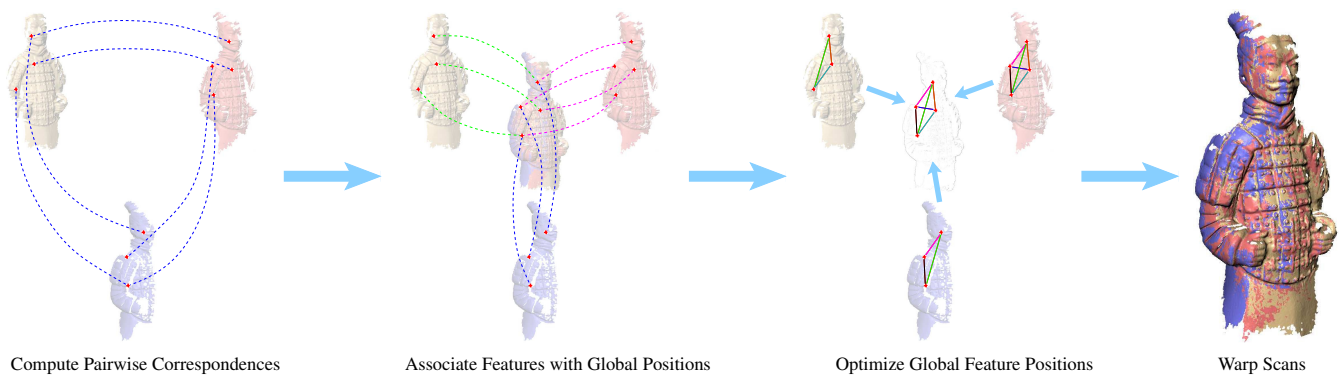 Compute Pairwise Correspondences
Associate Features with Global Positions
Optimize Global Feature Positions
Warp Scans